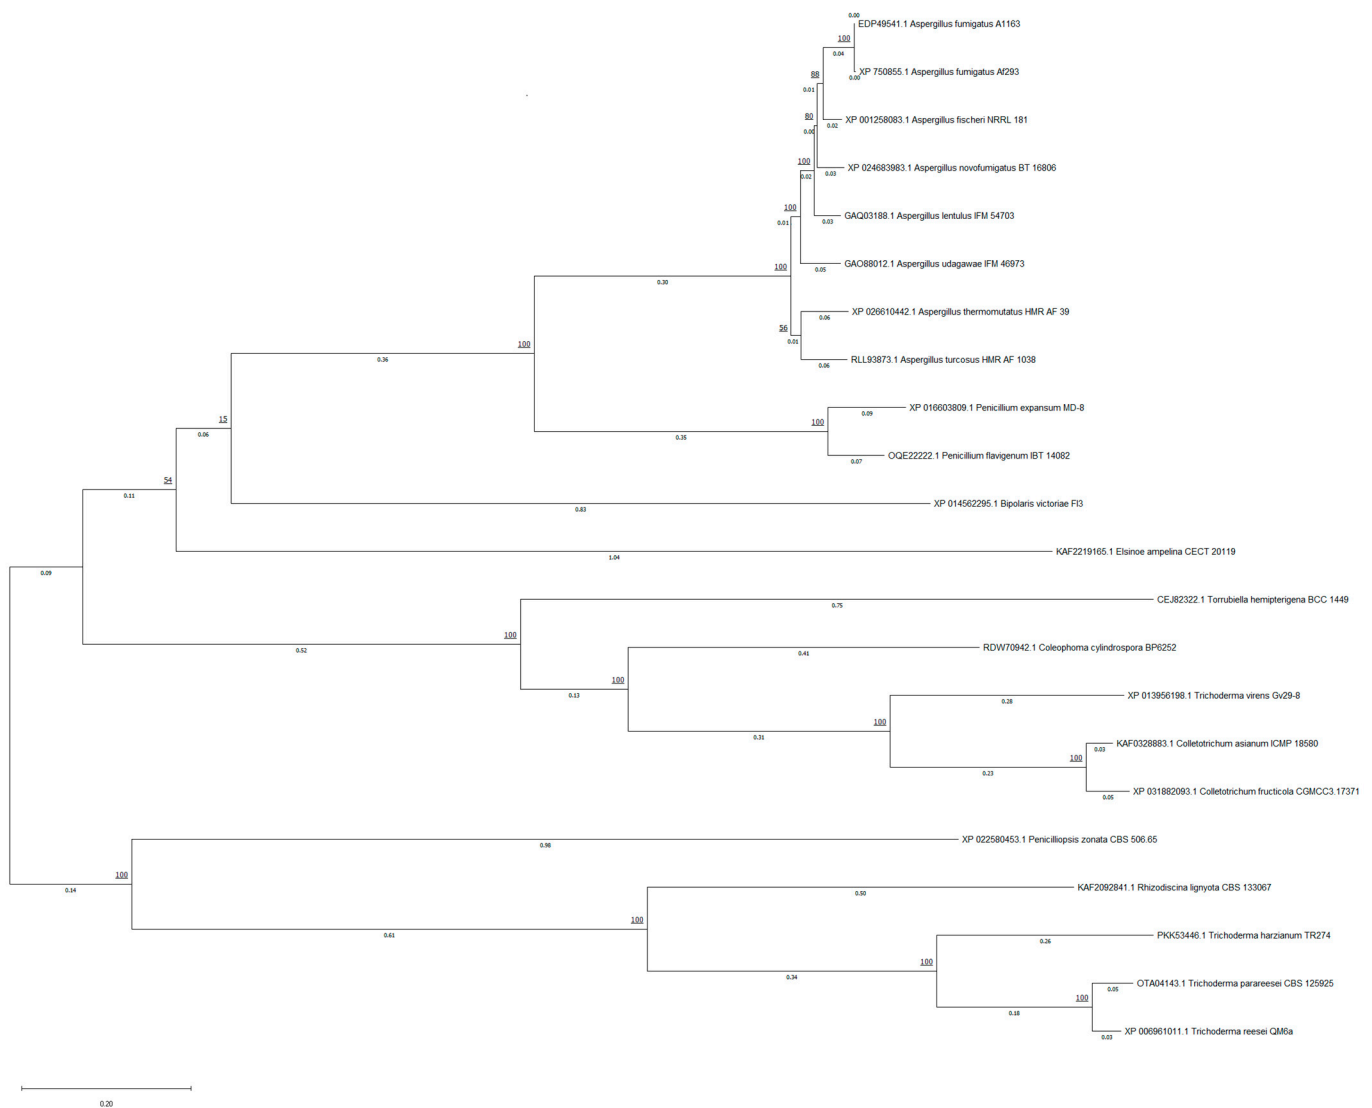 0.00
EDP49541.1 Aspergillus fumigatus A1163
100
0.04
XP 750855.1 Aspergillus fumigatus Af293
0.00
88
0.01
XP 001258083.1 Aspergillus fischeri NRRL 181
0.02
80
0.00
XP 024683983.1 Aspergillus novofumigatus BT 16806
0.03
100
0.02
GAQ03188.1 Aspergillus lentulus IFM 54703
0.03
100
0.01
GAO88012.1 Aspergillus udagawae IFM 46973
0.05
100
0.30
XP 026610442.1 Aspergillus thermomutatus HMR AF 39
0.06
56
0.01
RLL93873.1 Aspergillus turcosus HMR AF 1038
0.06
100
0.36
XP 016603809.1 Penicillium expansum MD-8
0.09
100
0.35
OQE22222.1 Penicillium flavigenum IBT 14082
0.07
15
0.06
XP 014562295.1 Bipolaris victoriae FI3
0.83
54
0.11
KAF2219165.1 Elsinoe ampelina CECT 20119
1.04
0.09
CEJ82322.1 Torrubiella hemipterigena BCC 1449
0.75
100
0.52
RDW70942.1 Coleophoma cylindrospora BP6252
0.41
100
0.13
XP 013956198.1 Trichoderma virens Gv29-8
0.28
100
0.31
KAF0328883.1 Colletotrichum asianum ICMP 18580
0.03
100
0.23
XP 031882093.1 Colletotrichum fructicola CGMCC3.17371
0.05
XP 022580453.1 Penicilliopsis zonata CBS 506.65
0.98
100
0.14
KAF2092841.1 Rhizodiscina lignyota CBS 133067
0.50
100
0.61
PKK53446.1 Trichoderma harzianum TR274
0.26
100
0.34
OTA04143.1 Trichoderma parareesei CBS 125925
0.05
100
0.18
XP 006961011.1 Trichoderma reesei QM6a
0.03
0.20